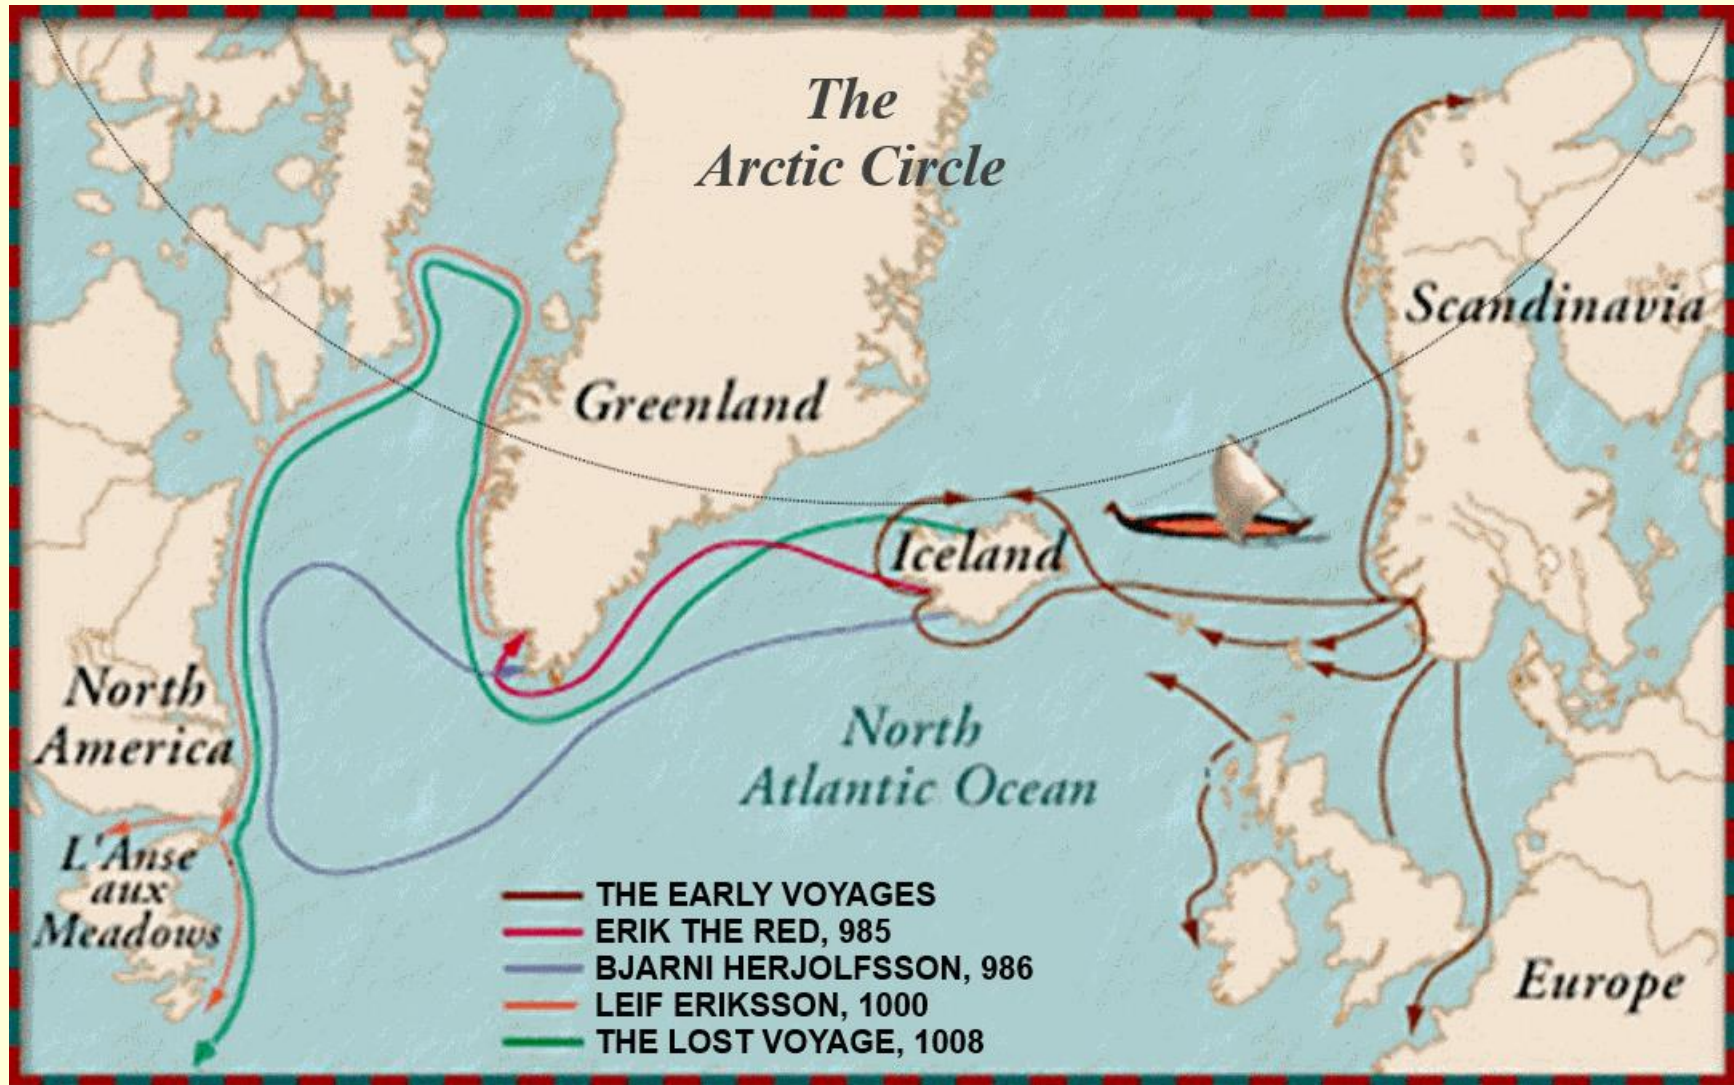 The
Arctic Circle
Scandinavia
Greenland
Iceland
North
America
North
Atlantic Ocean
L'Anse
aux
Meadows
THE EARLY VOYAGES
ERIK THE RED, 985
BJARNI HERJOLFSSON, 986
LEIF ERIKSSON, 1000
THE LOST VOYAGE, 1008
Europe